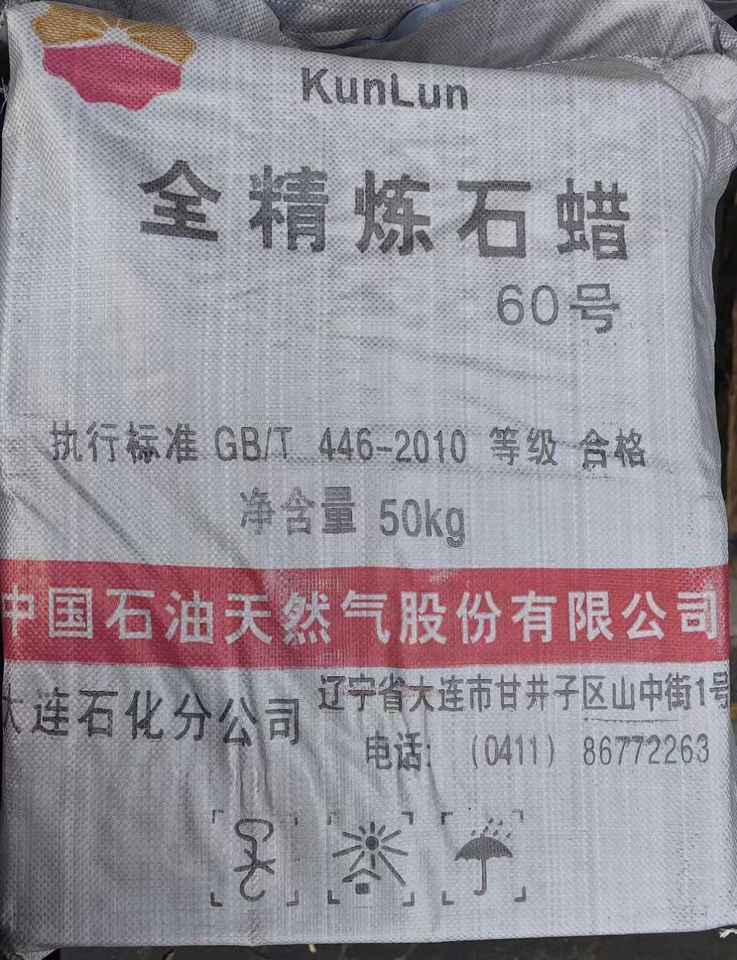 KunLun
全精炼石蜡
60号
执行标准 GB/T 446-2010 等级 合格
净含量 50kg
中国石油天然气股份有限公司
大连石化分公司
辽宁省大连市甘井子区山中街1号
电话: (0411) 86772263